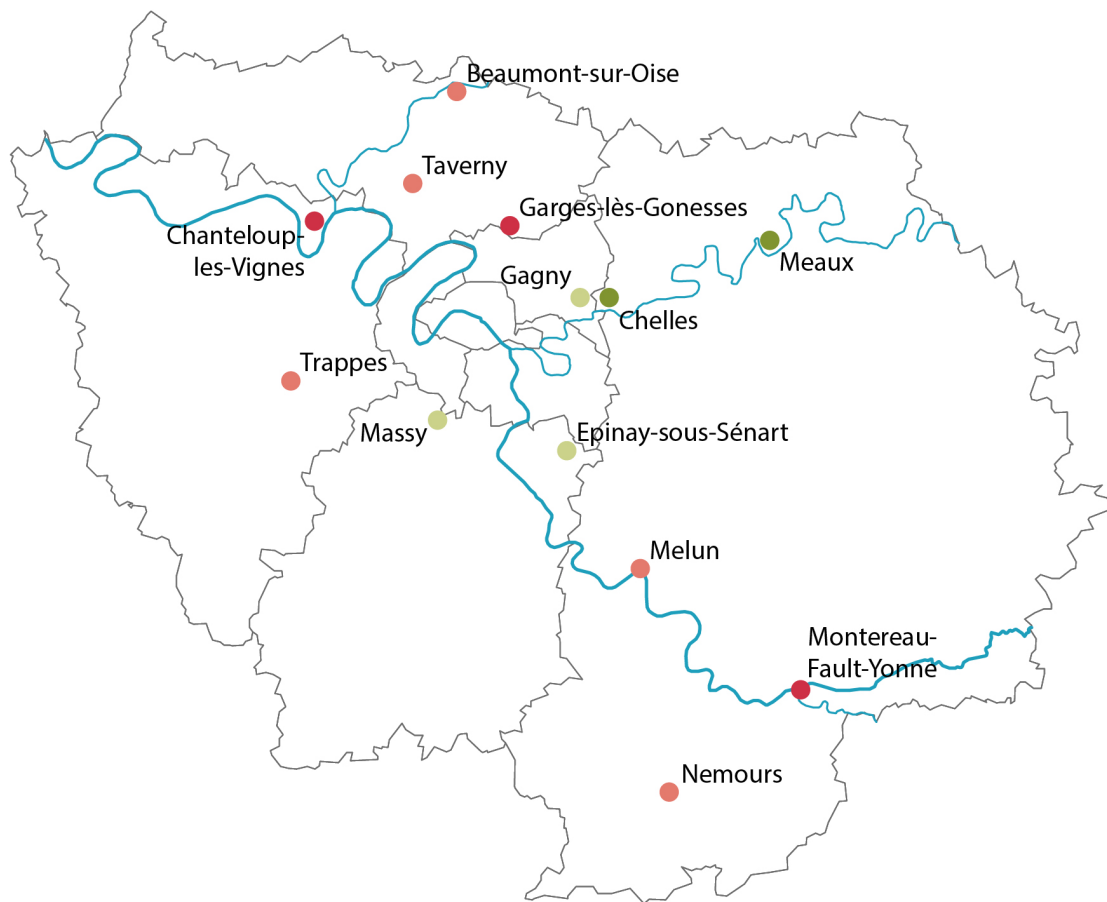 Beaumont-sur-Oise
Taverny
Garges-lès-Gonesses
Chanteloup-
les-Vignes
Gagny
Meaux
Chelles
Trappes
Massy
Epinay-sous-Sénart
Melun
Montereau-
Fault-Yonne
Nemours